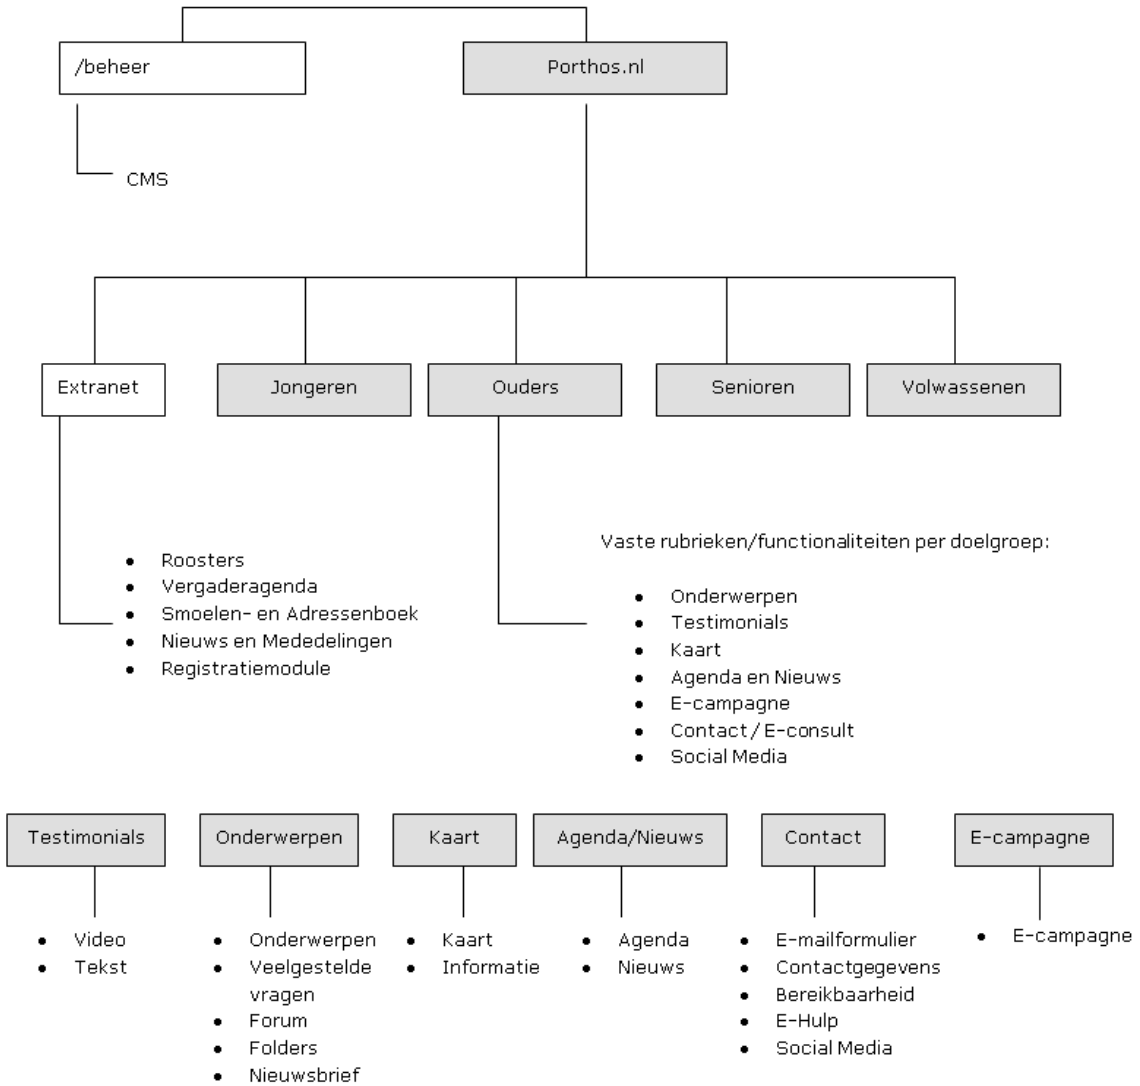 /beheer
Porthos.nl
CMS
Extranet
Jongeren
Ouders
Senioren
Volwassenen
Roosters
Vergaderagenda
Smoelen- en Adressenboek
Nieuws en Mededelingen
Registratiemodule
Vaste rubrieken/functionaliteiten per doelgroep:
Onderwerpen
Testimonials
Kaart
Agenda en Nieuws
E-campagne
Contact / E-consult
Social Media
Testimonials
Video
Tekst
Onderwerpen
Onderwerpen
Veelgestelde
vragen
Forum
Folders
Nieuwsbrief
Kaart
Kaart
Informatie
Agenda/Nieuws
Agenda
Nieuws
Contact
E-mailformulier
Contactgegevens
Bereikbaarheid
E-Hulp
Social Media
E-campagne
E-campagne